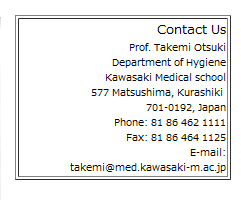 Contact Us
Prof. Takemi Otsuki
Department of Hygiene
Kawasaki Medical school
577 Matsushima, Kurashiki
701-0192, Japan
Phone: 81 86 462 1111
Fax: 81 86 464 1125
E-mail:
takemi@med.kawasaki-m.ac.jp